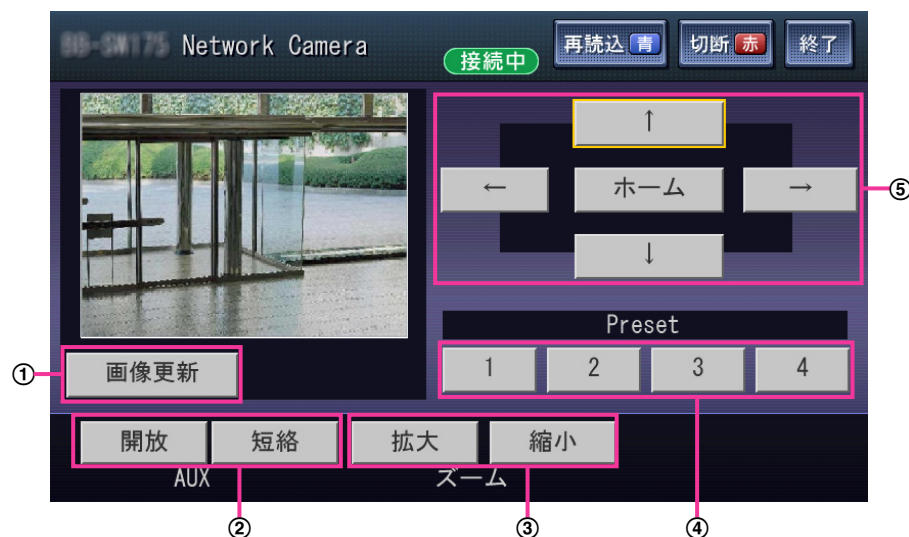 Network Camera
接続中
再読込 青
切断 赤
終了
↑
← ホーム →
↓
⑤
Preset
1 2 3 4
① 画像更新
開放 短絡 拡大 縮小
AUX ズーム
② ③ ④